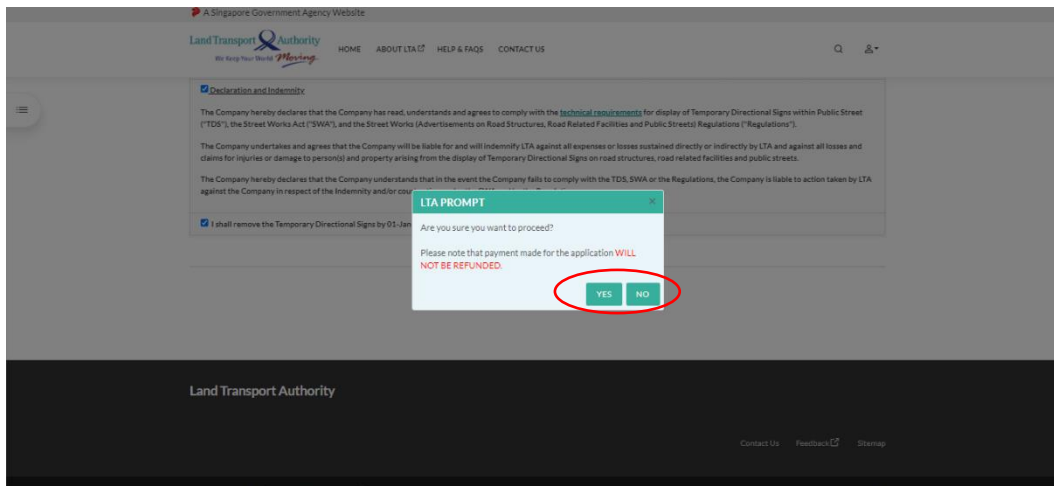 A Singapore Government Agency Website
Land Transport Authority
We Keep Your World Moving
HOME ABOUT LTA HELP & FAQS CONTACT US
Declaration and Indemnity
The Company hereby declares that the Company has read, understands and agrees to comply with the technical requirements for display of Temporary Directional Signs within Public Street
("TDS"), the Street Works Act ("SWA"), and the Street Works (Advertisements on Road Structures, Road Related Facilities and Public Streets) Regulations ("Regulations").
The Company undertakes and agrees that the Company will be liable for and will indemnify LTA against all expenses or losses sustained directly or indirectly by LTA and against all losses and
claims for injuries or damage to person(s) and property arising from the display of Temporary Directional Signs on road structures, road related facilities and public streets.
The Company hereby declares that the Company understands that in the event the Company fails to comply with the TDS, SWA or the Regulations, the Company is liable to action taken by LTA
against the Company in respect of the Indemnity and/or
LTA PROMPT
I shall remove the Temporary Directional Signs by 01-Jan
Are you sure you want to proceed?
Please note that payment made for the application WILL
NOT BE REFUNDED.
YES NO
Land Transport Authority
Contact Us Feedback Sitemap